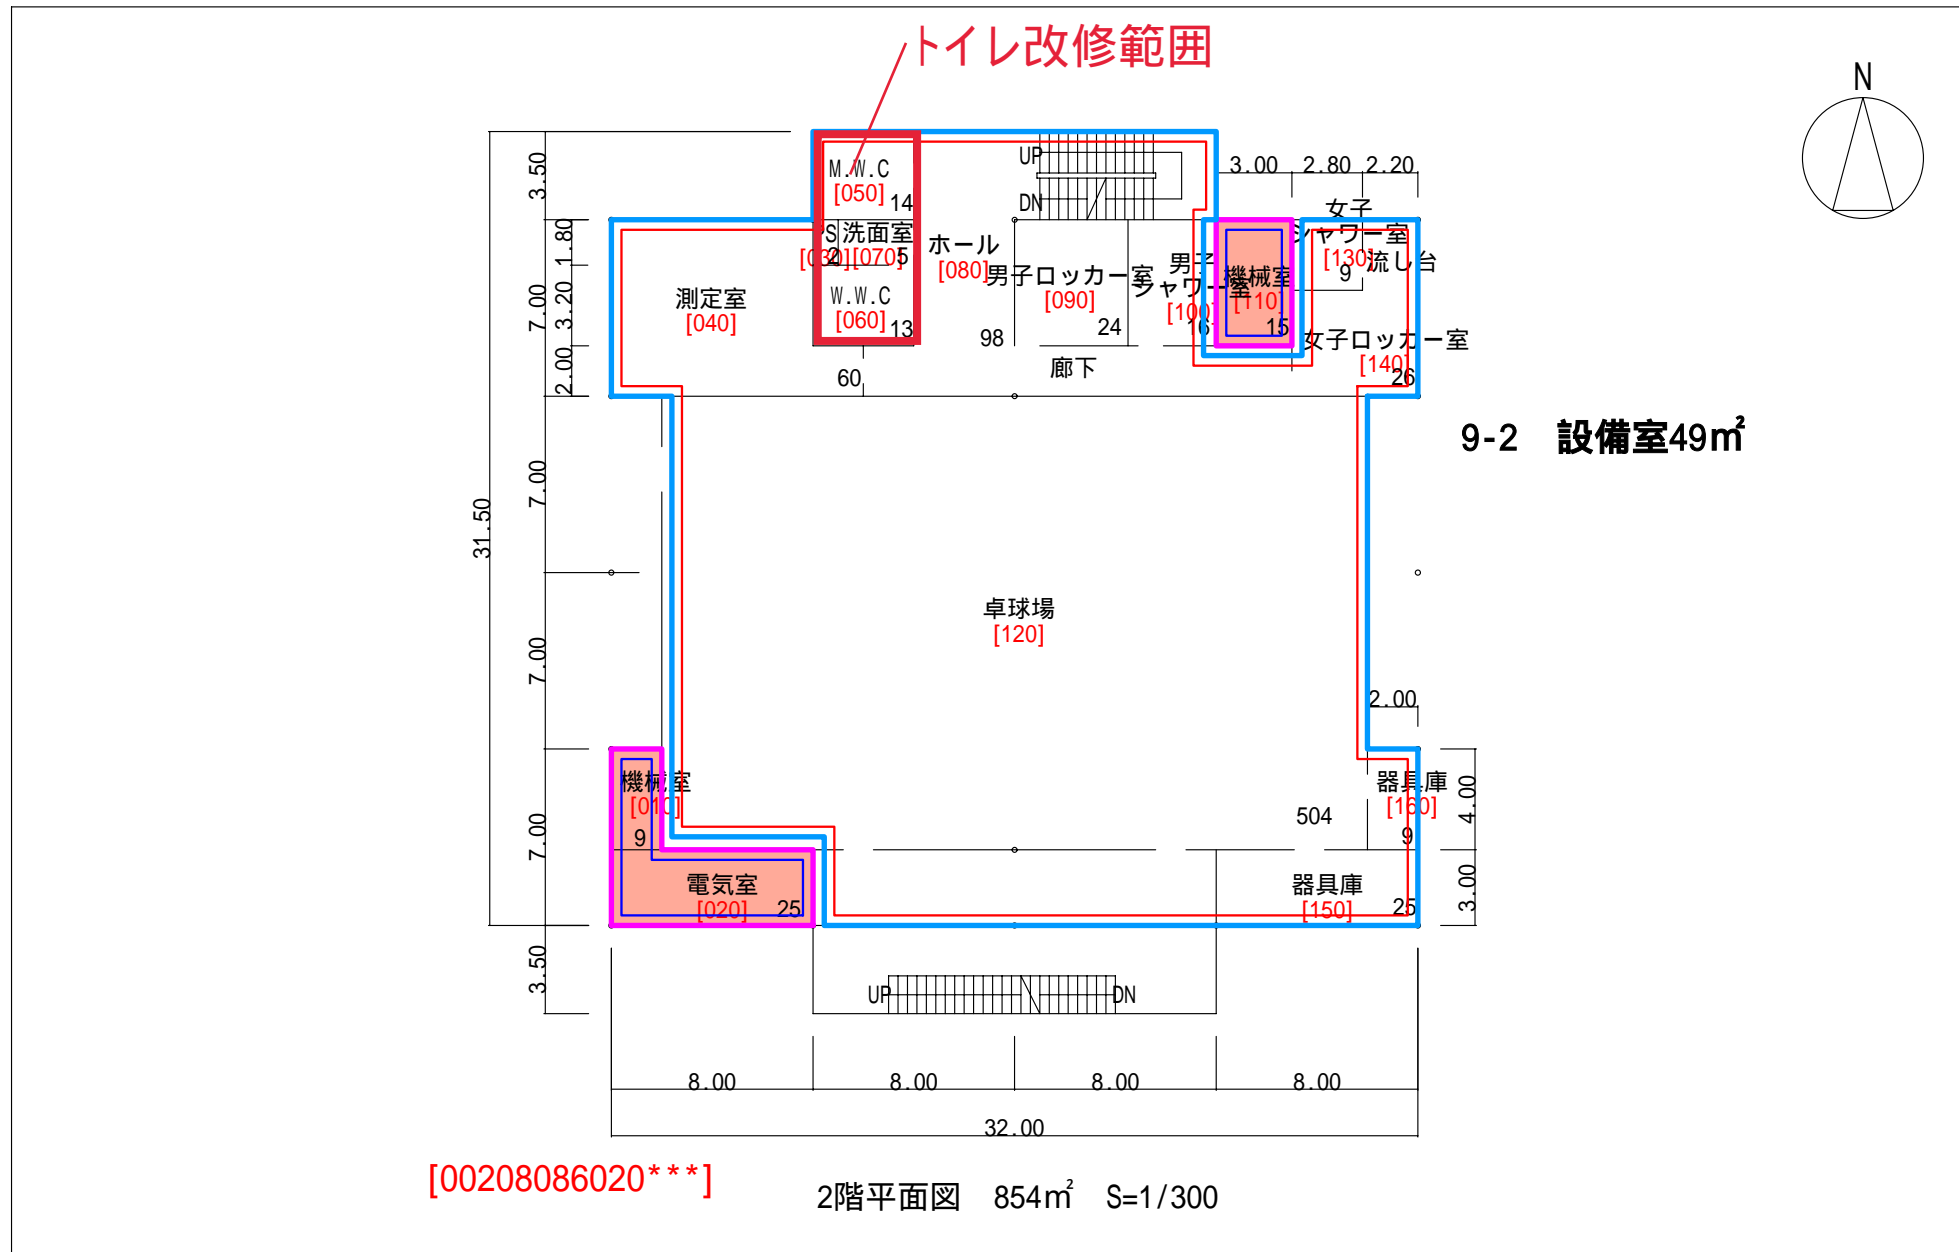 トイレ改修範囲
N
3.50
M.W.C
[050]
14
UP
DN
3.00
2.80
2.20
1.80
PS
2
[030]
洗面室
[070]
5
ホール
[080]
男子ロッカー室
[090]
24
男子
シャワー室
[100]
16
機械室
[110]
15
女子
シャワー室
[130]
9
流し台
7.00
3.20
測定室
[040]
W.W.C
[060]
13
98
女子ロッカー室
[140]
26
2.00
60
廊下
9-2 設備室49㎡
7.00
31.50
卓球場
[120]
7.00
2.00
機械室
[010]
9
504
器具庫
[160]
9
4.00
7.00
電気室
[020]
25
器具庫
[150]
25
3.00
3.50
UP
DN
8.00
8.00
8.00
8.00
32.00
[00208086020***]
2階平面図 854㎡ S=1/300